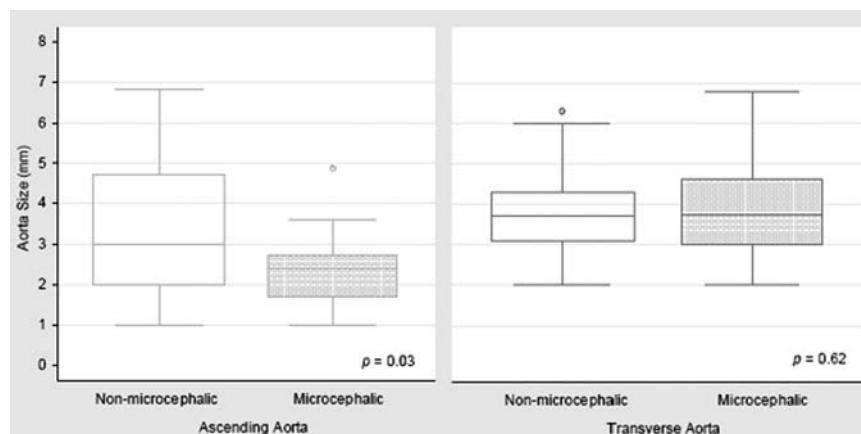 Aorta Size (mm)
8
7
6
5
4
3
2
1
0
p = 0.03
p = 0.62
Non-microcephalic Microcephalic Non-microcephalic Microcephalic
Ascending Aorta Transverse Aorta